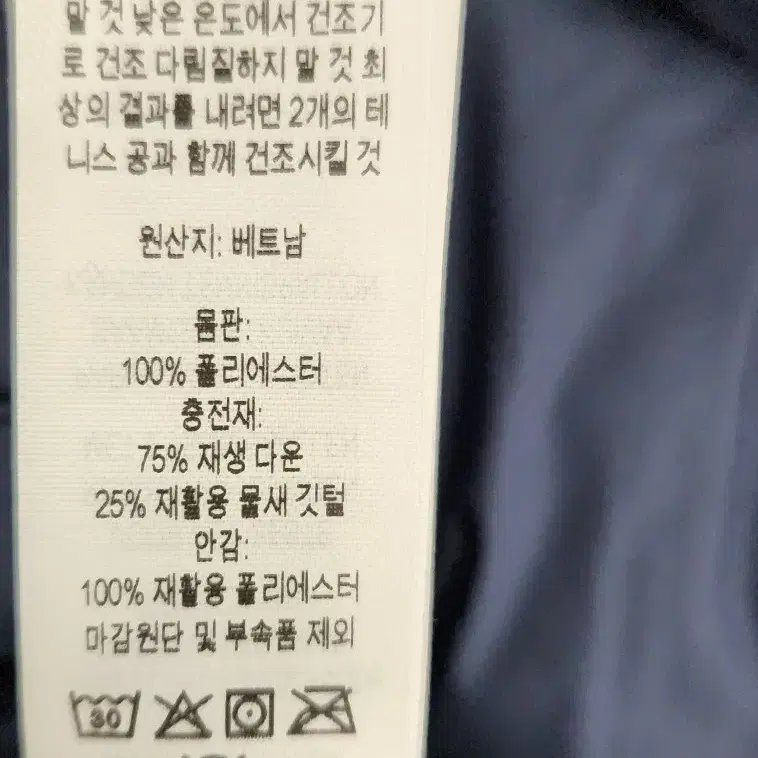 말 것 낮은 온도에서 건조기
로 건조 다림질하지 말 것 최
상의 결과를 내려면 2개의 테
니스 공과 함께 건조시킬 것
원산지: 베트남
몸판:
100% 폴리에스터
충전재:
75% 재생 다운
25% 재활용 물새 깃털
안감:
100% 재활용 폴리에스터
마감원단 및 부속품 제외
30